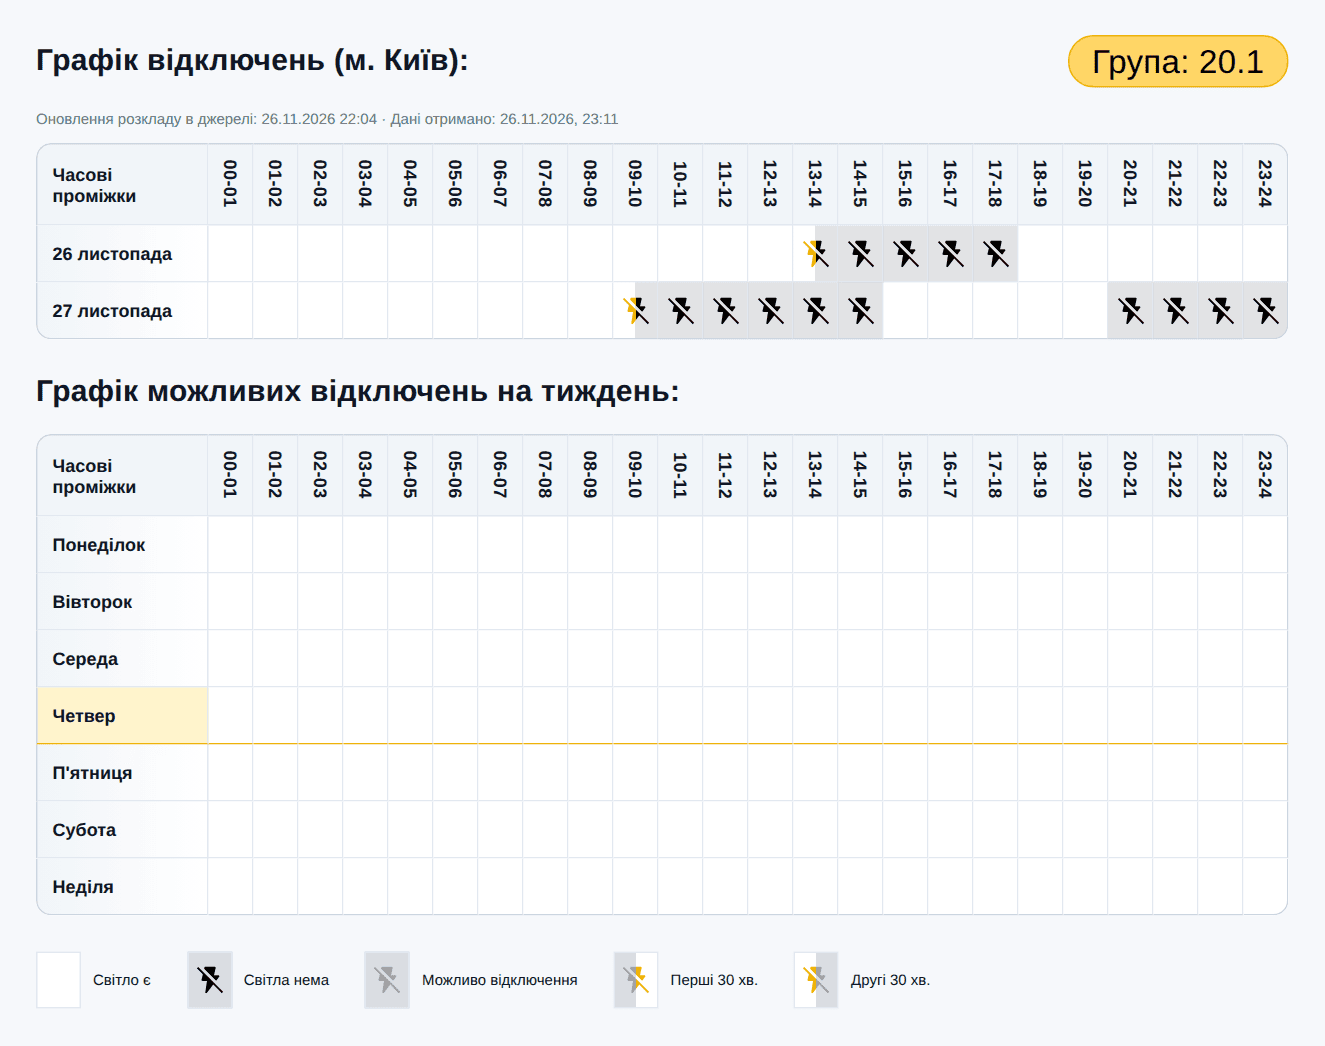 Графік відключень (м. Київ):
Група: 20.1
Оновлення розкладу в джерелі: 26.11.2026 22:04 · Дані отримано: 26.11.2026, 23:11
Часові проміжки 00-01 01-02 02-03 03-04 04-05 05-06 06-07 07-08 08-09 09-10 10-11 11-12 12-13 13-14 14-15 15-16 16-17 17-18 18-19 19-20 20-21 21-22 22-23 23-24
26 листопада
27 листопада
Графік можливих відключень на тиждень:
Часові проміжки 00-01 01-02 02-03 03-04 04-05 05-06 06-07 07-08 08-09 09-10 10-11 11-12 12-13 13-14 14-15 15-16 16-17 17-18 18-19 19-20 20-21 21-22 22-23 23-24
Понеділок
Вівторок
Середа
Четвер
П'ятниця
Субота
Неділя
Світло є Світла нема Можливо відключення Перші 30 хв. Другі 30 хв.